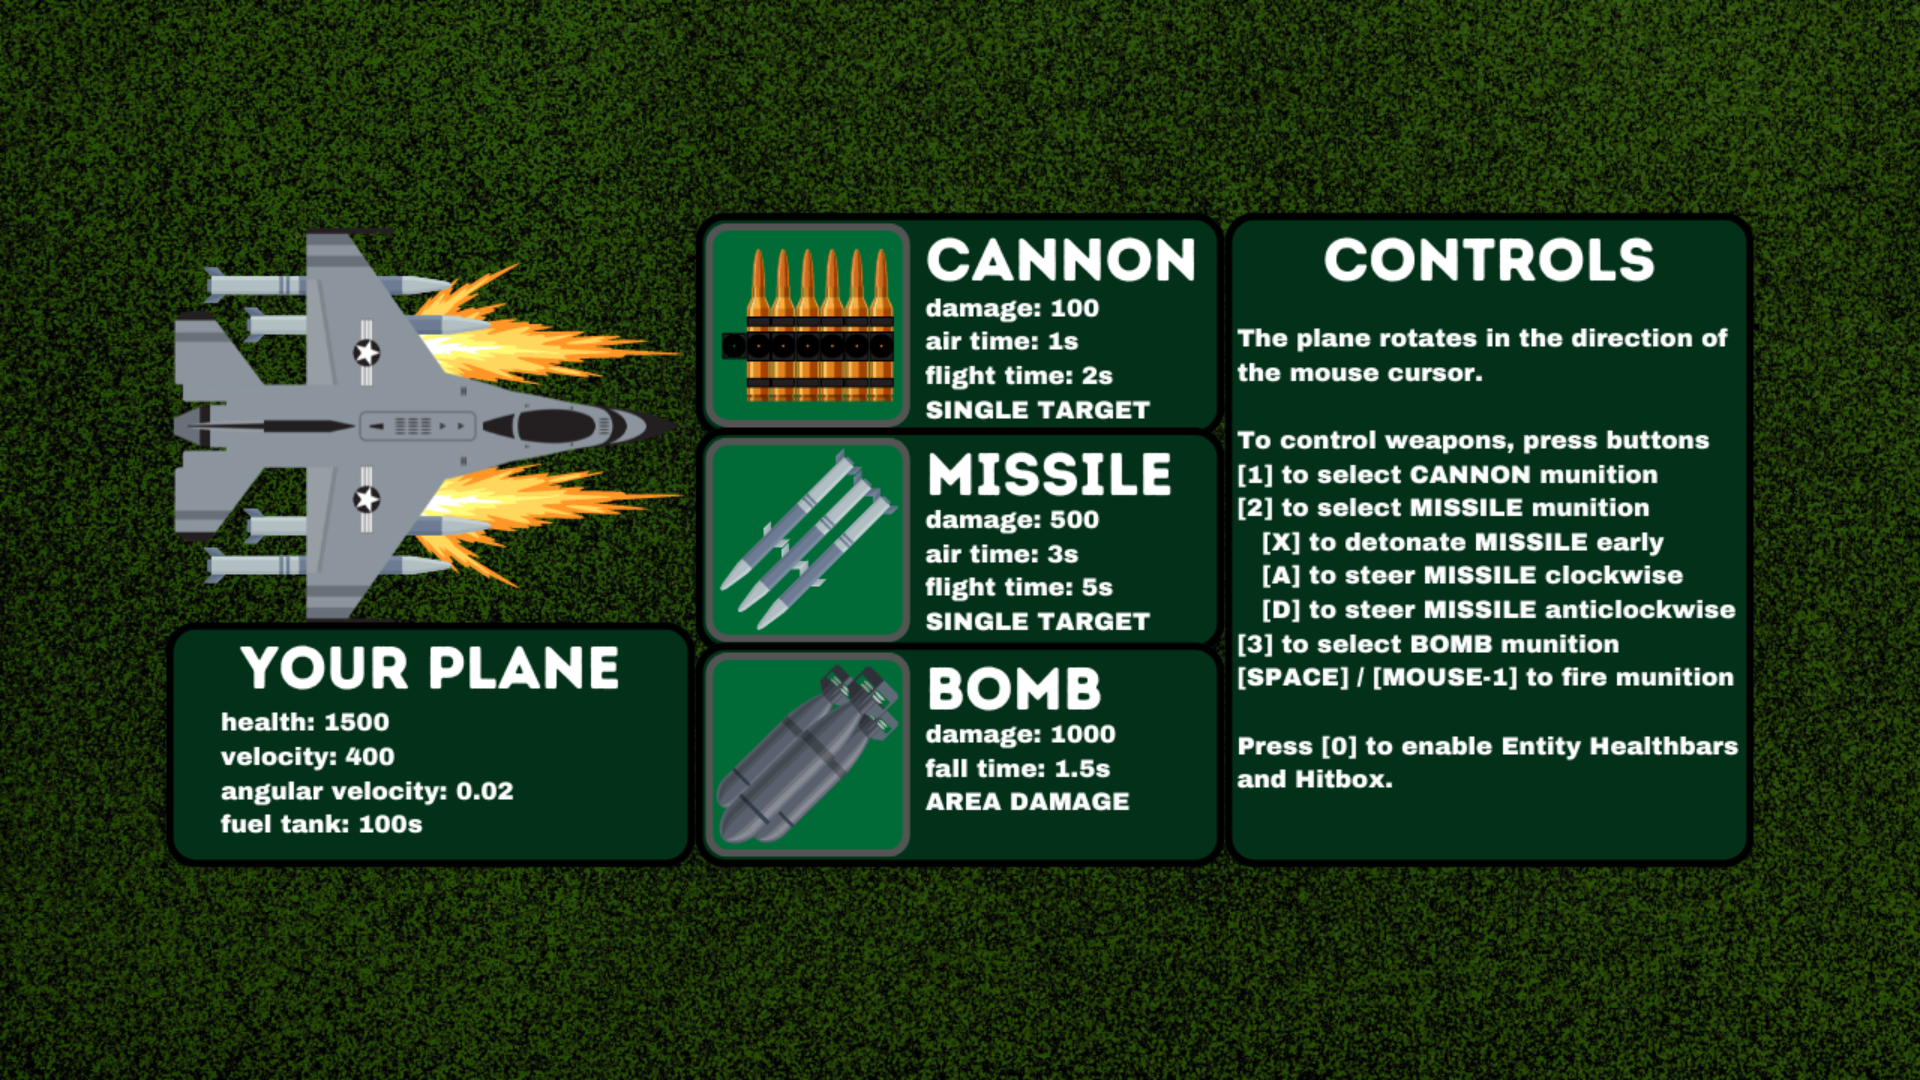 YOUR PLANE
health: 1500
velocity: 400
angular velocity: 0.02
fuel tank: 100s
CANNON
damage: 100
air time: 1s
flight time: 2s
SINGLE TARGET
MISSILE
damage: 500
air time: 3s
flight time: 5s
SINGLE TARGET
BOMB
damage: 1000
fall time: 1.5s
AREA DAMAGE
CONTROLS
The plane rotates in the direction of
the mouse cursor.
To control weapons, press buttons
[1] to select CANNON munition
[2] to select MISSILE munition
[X] to detonate MISSILE early
[A] to steer MISSILE clockwise
[D] to steer MISSILE anticlockwise
[3] to select BOMB munition
[SPACE] / [MOUSE-1] to fire munition
Press [0] to enable Entity Healthbars
and Hitbox.